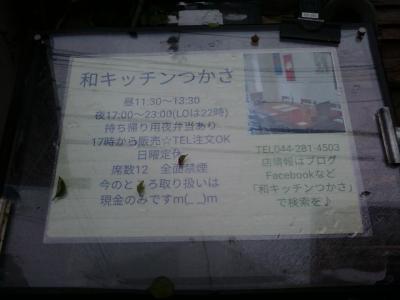 和キッチンつかさ
昼11:30～13:30
夜17:00～23:00(LOは22時)
持ち帰り用夜弁当あり
17時から販売☆TEL注文OK
日曜定
席数12 全面禁煙
今のところ取り扱いは
現金のみですm(_ _)m
TEL044-281-4503
店情報はブログ
Facebookなど
「和キッチンつかさ」
で検索を♪